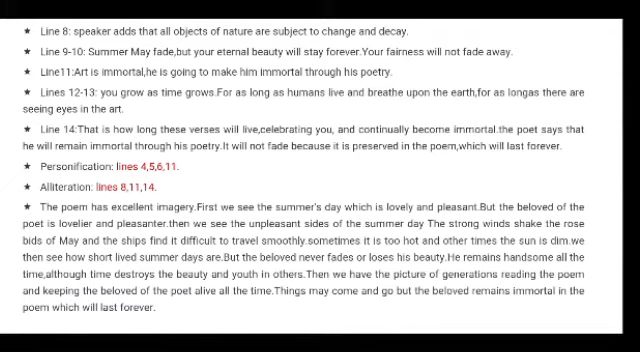 ★ Line 8: speaker adds that all objects of nature are subject to change and decay.
★ Line 9-10: Summer May fade,but your eternal beauty will stay forever.Your fairness will not fade away.
★ Line11:Art is immortal,he is going to make him immortal through his poetry.
★ Lines 12-13: you grow as time grows.For as long as humans live and breathe upon the earth,for as longas there are
seeing eyes in the art.
★ Line 14:That is how long these verses will live,celebrating you, and continually become immortal.the poet says that
he will remain immortal through his poetry.It will not fade because it is preserved in the poem,which will last forever.
★ Personification: lines 4,5,6,11.
★ Alliteration: lines 8,11,14.
★ The poem has excellent imagery.First we see the summer's day which is lovely and pleasant.But the beloved of the
poet is lovelier and pleasanter.then we see the unpleasant sides of the summer day The strong winds shake the rose
bids of May and the ships find it difficult to travel smoothly.sometimes it is too hot and other times the sun is dim.we
then see how short lived summer days are.But the beloved never fades or loses his beauty.He remains handsome all the
time,although time destroys the beauty and youth in others.Then we have the picture of generations reading the poem
and keeping the beloved of the poet alive all the time.Things may come and go but the beloved remains immortal in the
poem which will last forever.